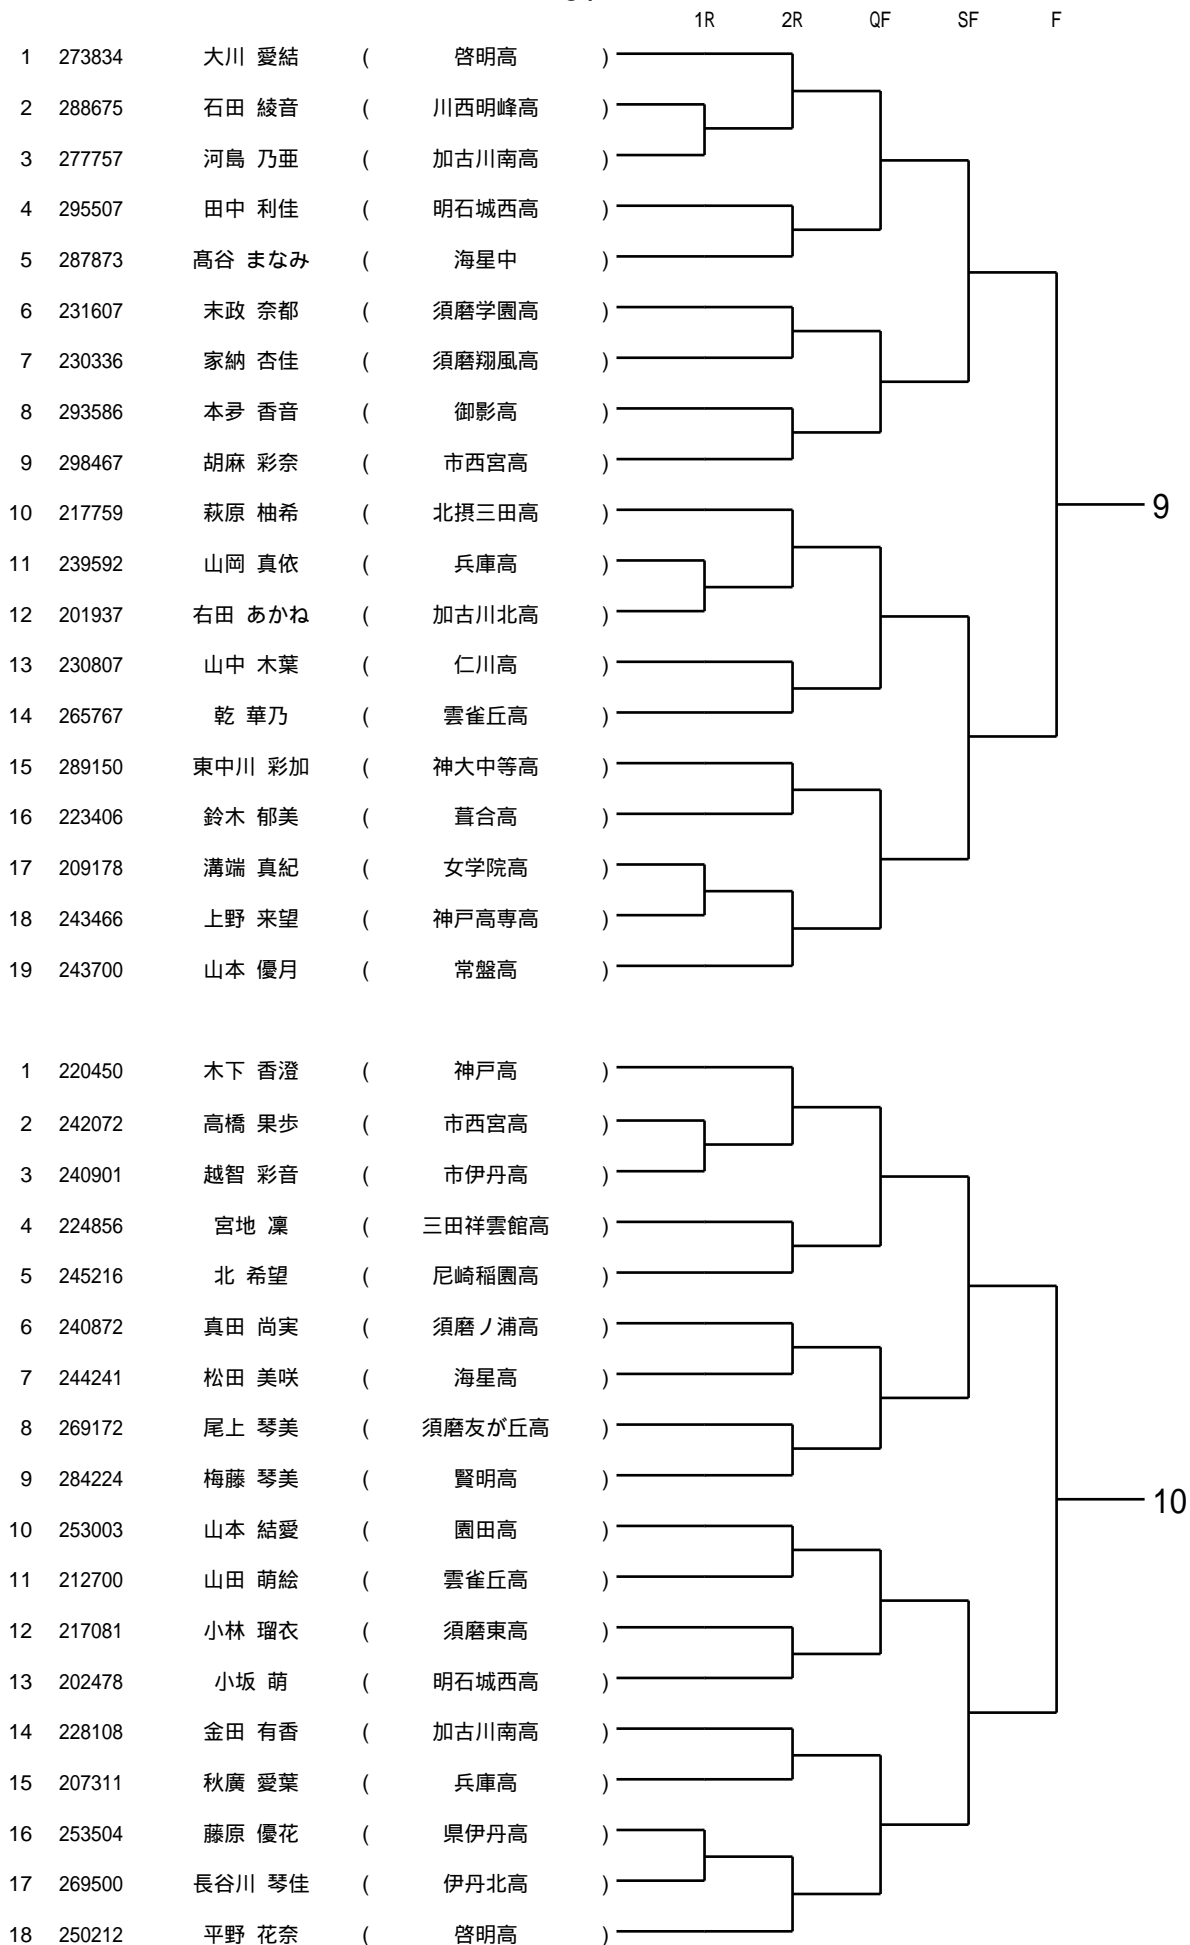 1R 2R QF SF F
1 273834 大川 愛結 ( 啓明高 )
2 288675 石田 綾音 ( 川西明峰高 )
3 277757 河島 乃亜 ( 加古川南高 )
4 295507 田中 利佳 ( 明石城西高 )
5 287873 髙谷 まなみ ( 海星中 )
6 231607 末政 奈都 ( 須磨学園高 )
7 230336 家納 杏佳 ( 須磨翔風高 )
8 293586 本夛 香音 ( 御影高 )
9 298467 胡麻 彩奈 ( 市西宮高 )
9
10 217759 萩原 柚希 ( 北摂三田高 )
11 239592 山岡 真依 ( 兵庫高 )
12 201937 右田 あかね ( 加古川北高 )
13 230807 山中 木葉 ( 仁川高 )
14 265767 乾 華乃 ( 雲雀丘高 )
15 289150 東中川 彩加 ( 神大中等高 )
16 223406 鈴木 郁美 ( 葺合高 )
17 209178 溝端 真紀 ( 女学院高 )
18 243466 上野 来望 ( 神戸高専高 )
19 243700 山本 優月 ( 常盤高 )
1 220450 木下 香澄 ( 神戸高 )
2 242072 高橋 果歩 ( 市西宮高 )
3 240901 越智 彩音 ( 市伊丹高 )
4 224856 宮地 凜 ( 三田祥雲館高 )
5 245216 北 希望 ( 尼崎稲園高 )
6 240872 真田 尚実 ( 須磨ノ浦高 )
7 244241 松田 美咲 ( 海星高 )
8 269172 尾上 琴美 ( 須磨友が丘高 )
9 284224 梅藤 琴美 ( 賢明高 )
10
10 253003 山本 結愛 ( 園田高 )
11 212700 山田 萌絵 ( 雲雀丘高 )
12 217081 小林 瑠衣 ( 須磨東高 )
13 202478 小坂 萌 ( 明石城西高 )
14 228108 金田 有香 ( 加古川南高 )
15 207311 秋廣 愛葉 ( 兵庫高 )
16 253504 藤原 優花 ( 県伊丹高 )
17 269500 長谷川 琴佳 ( 伊丹北高 )
18 250212 平野 花奈 ( 啓明高 )